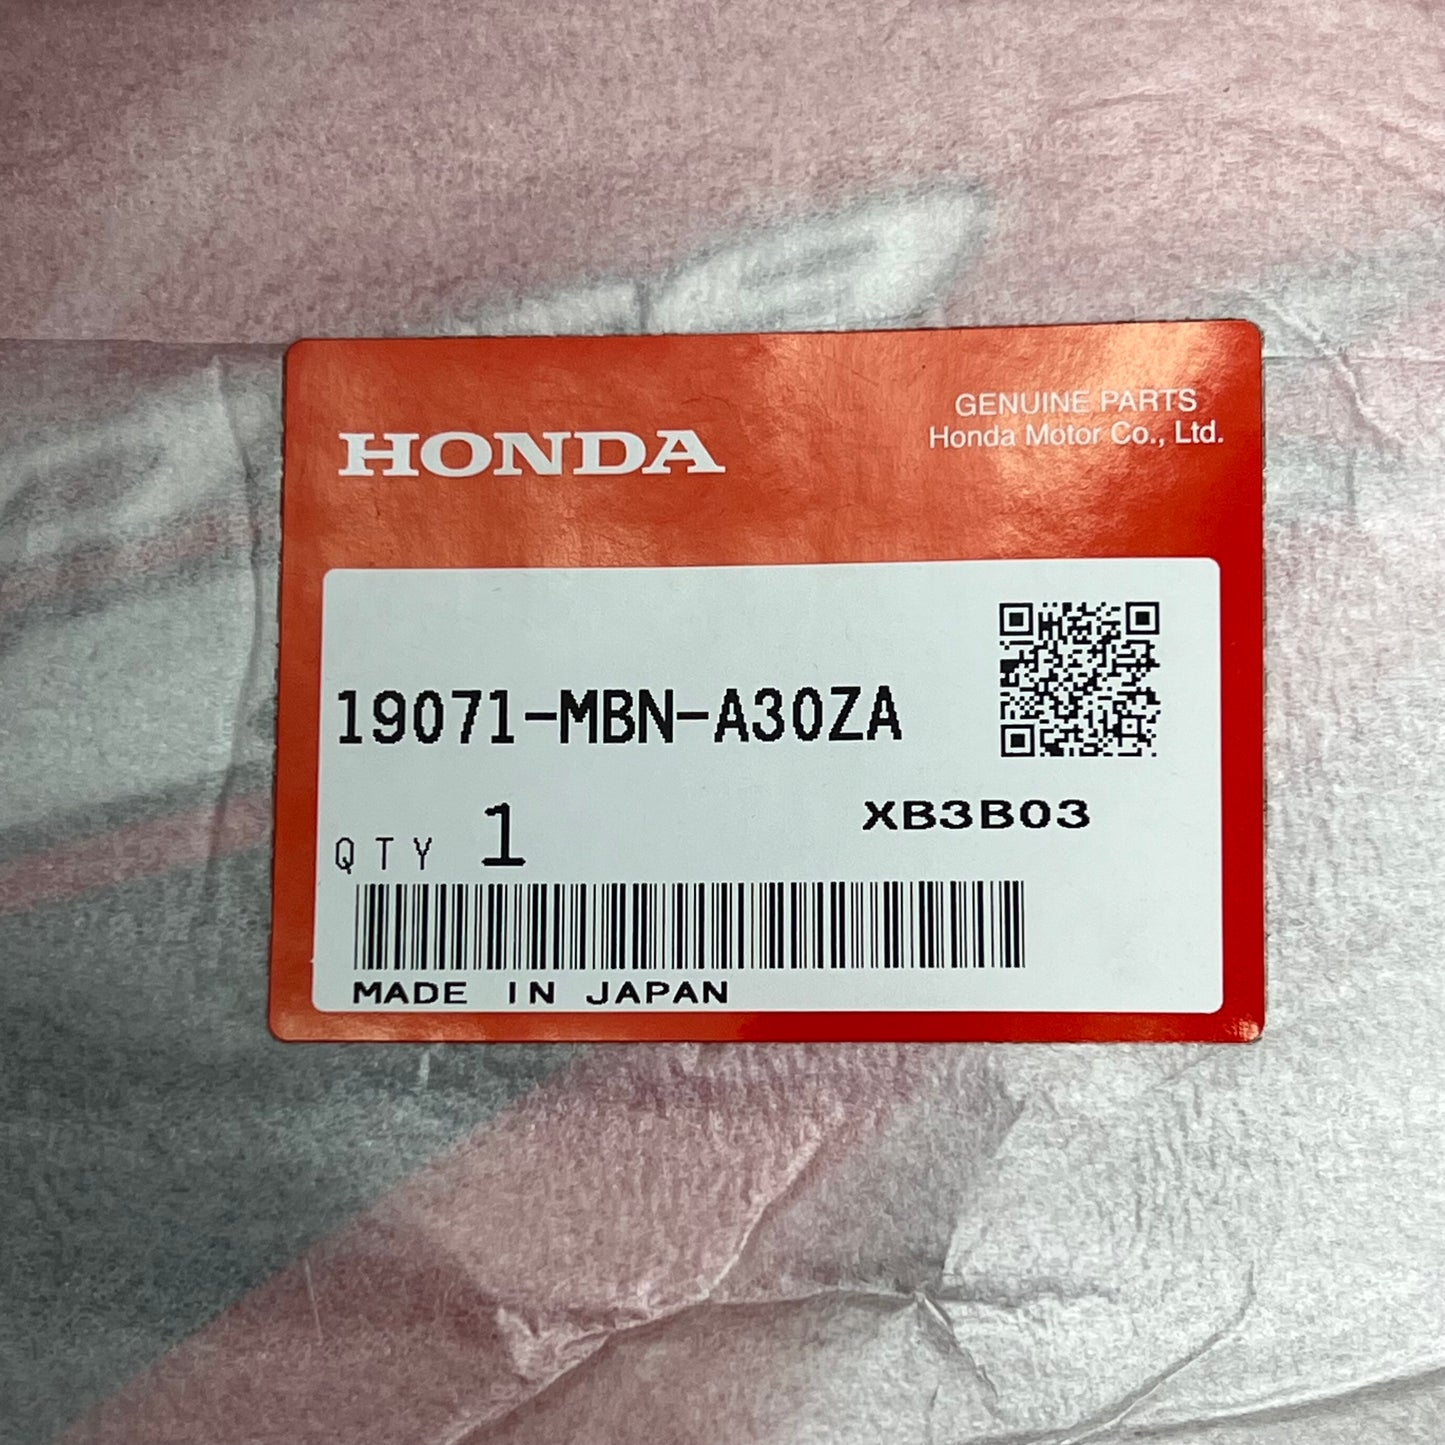 HONDA
GENUINE PARTS
Honda Motor Co., Ltd.
19071-MBN-A30ZA
QTY 1
XB3B03
MADE IN JAPAN